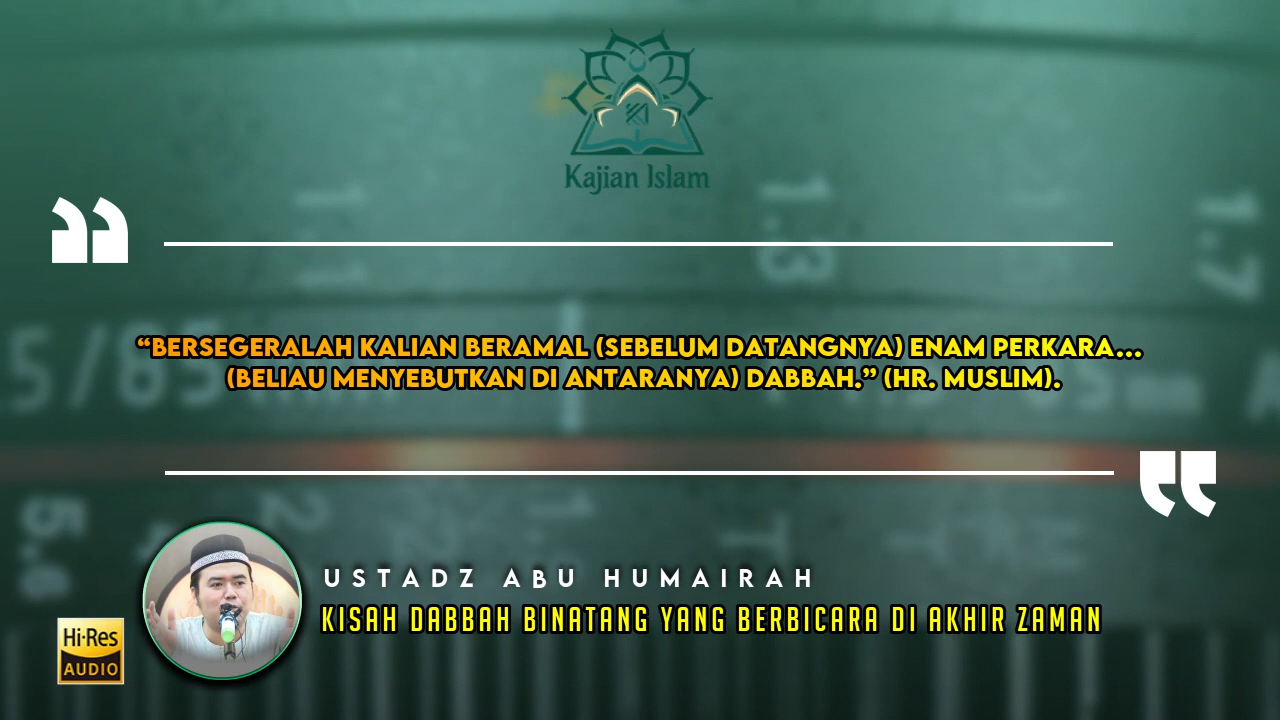 Kajian Islam
“BERSEGERALAH KALIAN BERAMAL (SEBELUM DATANGNYA) ENAM PERKARA...
(BELIAU MENYEBUTKAN DI ANTARANYA) DABBAH.” (HR. MUSLIM).
USTADZ ABU HUMAIRAH
KISAH DABBAH BINATANG YANG BERBICARA DI AKHIR ZAMAN
Hi-Res
AUDIO